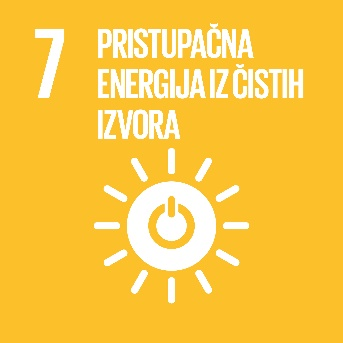 7 PRISTUPAČNA
ENERGIJA IZ ČISTIH
IZVORA